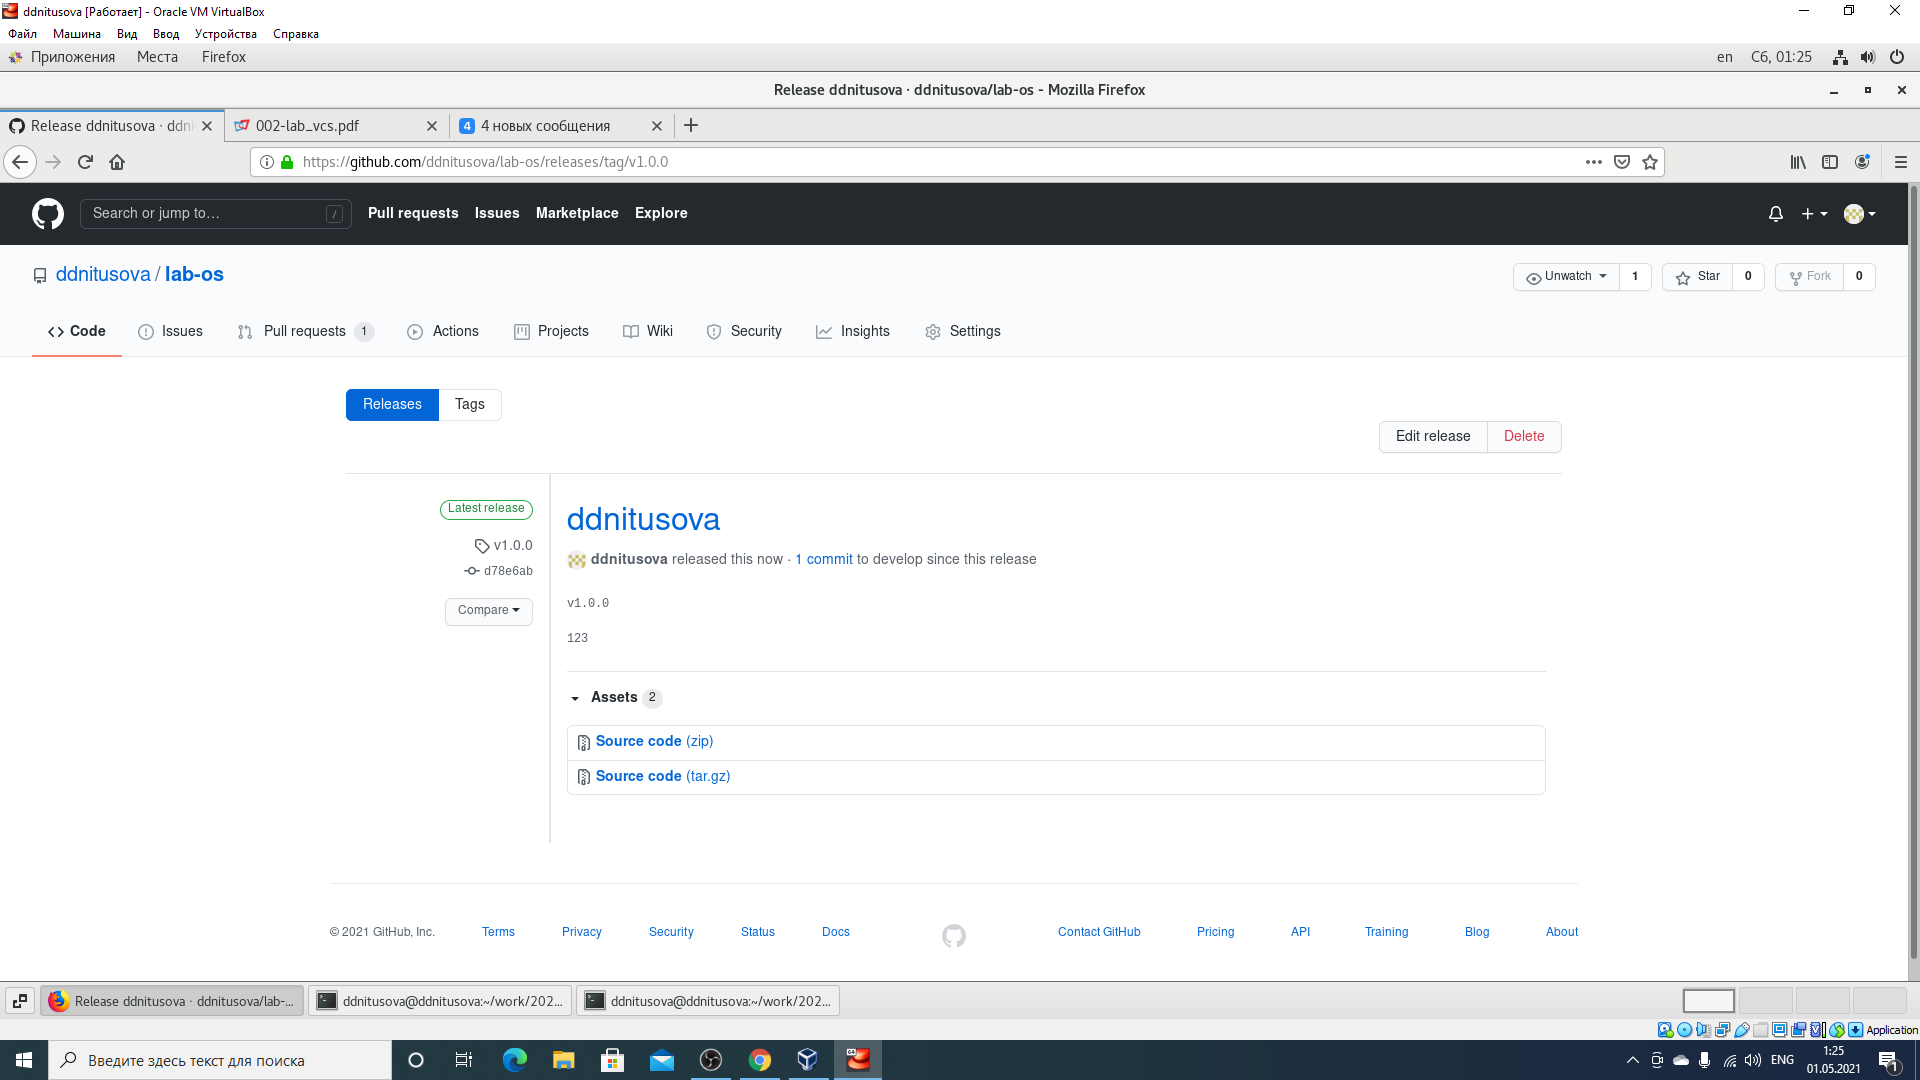 ddnitusova [Работает] - Oracle VM VirtualBox
Файл Машина Вид Ввод Устройства Справка
Приложения Места Firefox en Сб, 01:25
Release ddnitusova · ddnitusova/lab-os - Mozilla Firefox
Release ddnitusova · ddni 002-lab_vcs.pdf 4 4 новых сообщения
https://github.com/ddnitusova/lab-os/releases/tag/v1.0.0
Search or jump to… / Pull requests Issues Marketplace Explore
ddnitusova / lab-os Unwatch 1 Star 0 Fork 0
Code Issues Pull requests 1 Actions Projects Wiki Security Insights Settings
Releases Tags
Edit release Delete
Latest release
v1.0.0
d78e6ab
Compare
ddnitusova
ddnitusova released this now · 1 commit to develop since this release
v1.0.0
123
Assets 2
Source code (zip)
Source code (tar.gz)
© 2021 GitHub, Inc. Terms Privacy Security Status Docs Contact GitHub Pricing API Training Blog About
Release ddnitusova · ddnitusova/lab-... ddnitusova@ddnitusova:~/work/202... ddnitusova@ddnitusova:~/work/202...
Application
Введите здесь текст для поиска 64 ENG 1:25
01.05.2021 1